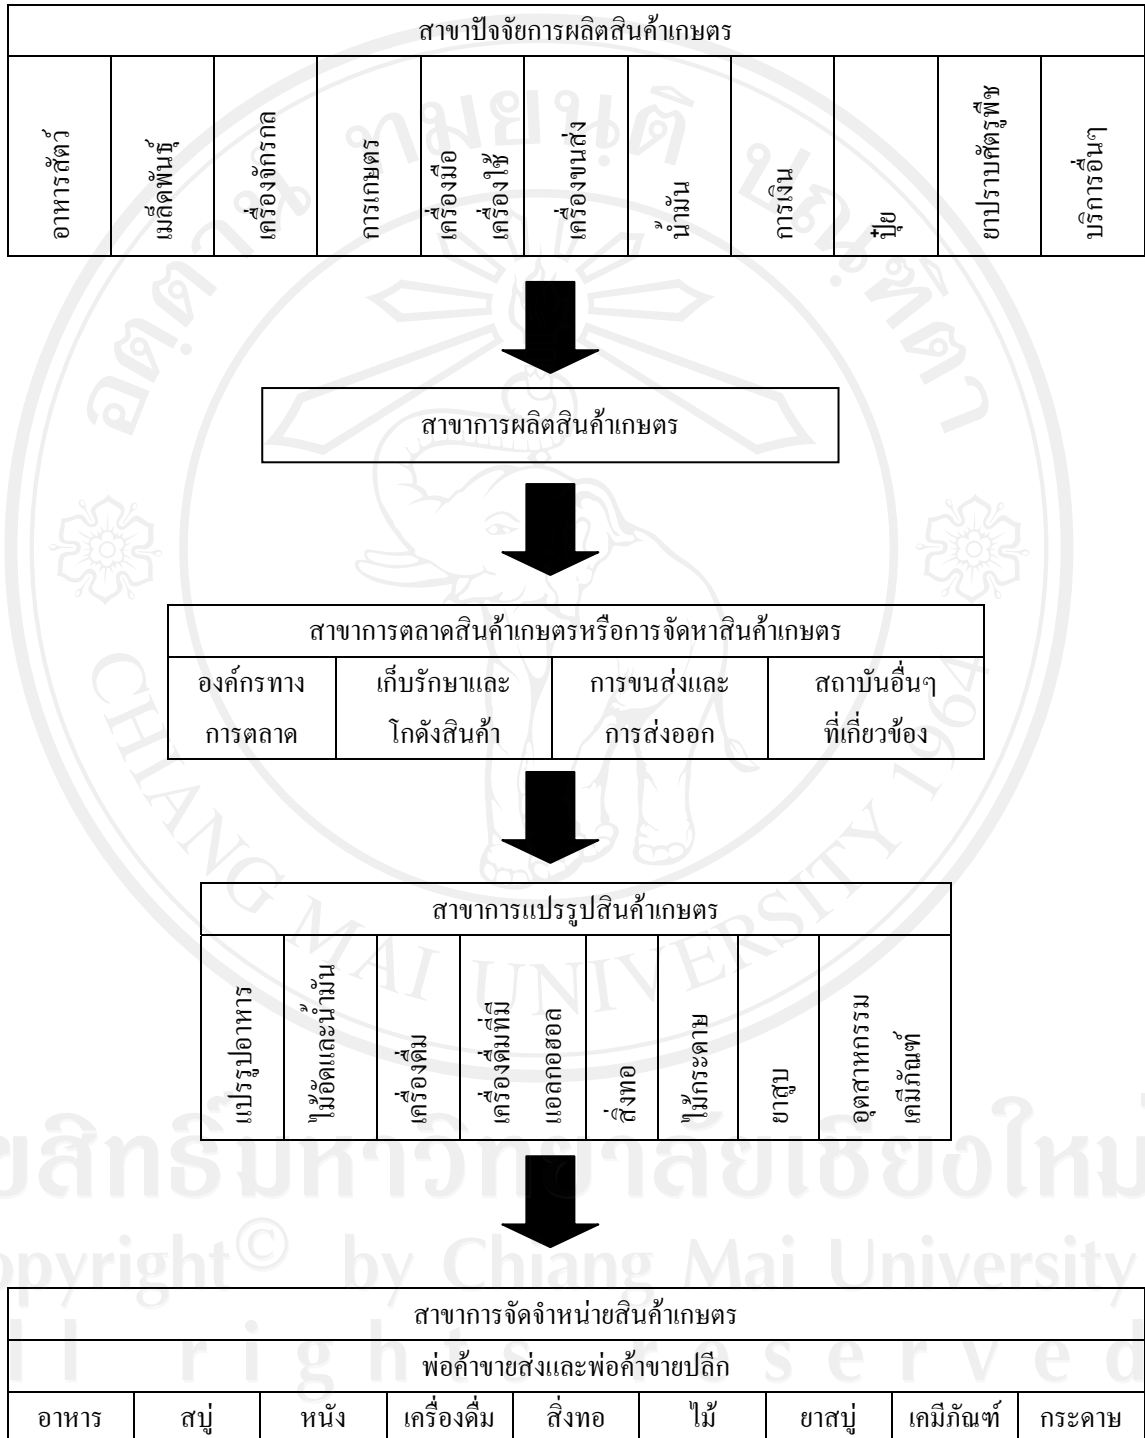 สาขาปัจจัยการผลิตสินค้าเกษตร
อาหารสัตว์
เมล็ดพันธุ์
เครื่องจักรกล
การเกษตร
เครื่องมือ
เครื่องใช้
เครื่องขนส่ง
น้ำมัน
การเงิน
ปุ๋ย
ยาปราบศัตรูพืช
บริการอื่นๆ
สาขาการผลิตสินค้าเกษตร
สาขาการตลาดสินค้าเกษตรหรือการจัดหาสินค้าเกษตร
องค์กรทาง
การตลาด
เก็บรักษาและ
โกดังสินค้า
การขนส่งและ
การส่งออก
สถาบันอื่นๆ
ที่เกี่ยวข้อง
สาขาการแปรรูปสินค้าเกษตร
แปรรูปอาหาร
ไม้อัดและน้ำมัน
เครื่องดื่ม
เครื่องดื่มที่มี
แอลกอฮอล
สิ่งทอ
ไม้กระดาษ
ยาสูบ
อุตสาหกรรม
เคมีภัณฑ์
สาขาการจัดจำหน่ายสินค้าเกษตร
พ่อค้าขายส่งและพ่อค้าขายปลีก
อาหาร สบู่ หนัง เครื่องดื่ม สิ่งทอ ไม้ ยาสบู่ เคมีภัณฑ์ กระดาษ
อตฺตานํ ทมยนฺติ ปณฺฑิตา
CHIANG MAI UNIVERSITY 1964
มหาวิทยาลัยเชียงใหม่
© by Chiang Mai University
rights reserved